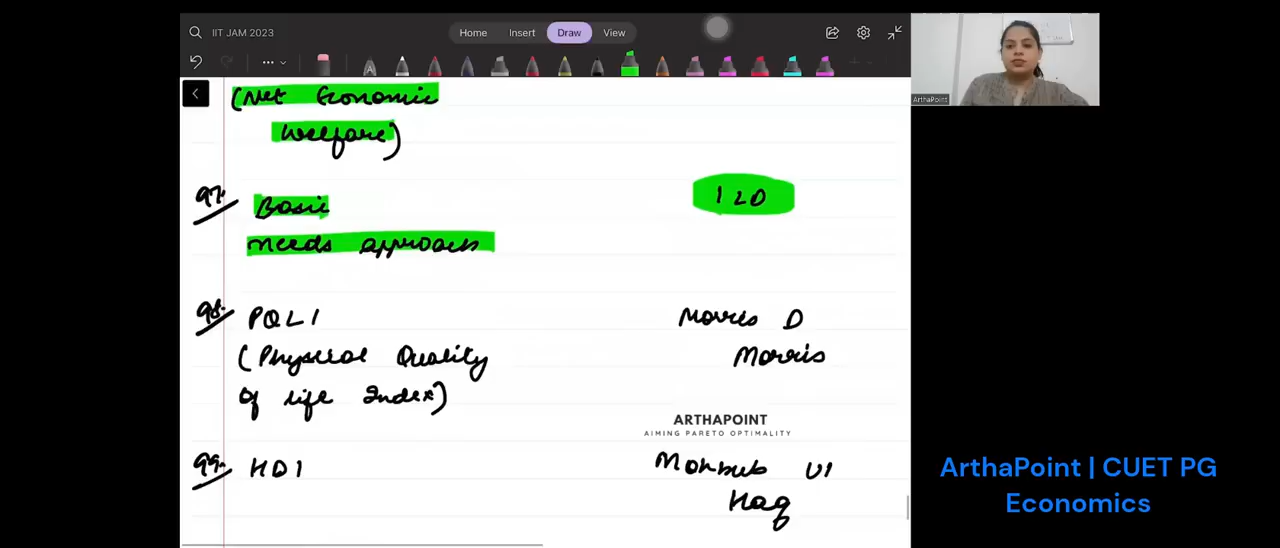 IIT JAM 2023
Home Insert Draw View
ArthaPoint
(Net Economic
Welfare)
97. Basic ILO
needs approach
98. PQLI Morris D
(Physical Quality Morris
of life Index)
ARTHAPOINT
AIMING PARETO OPTIMALITY
99. HDI Mahbub Ul
Haq
ArthaPoint | CUET PG
Economics